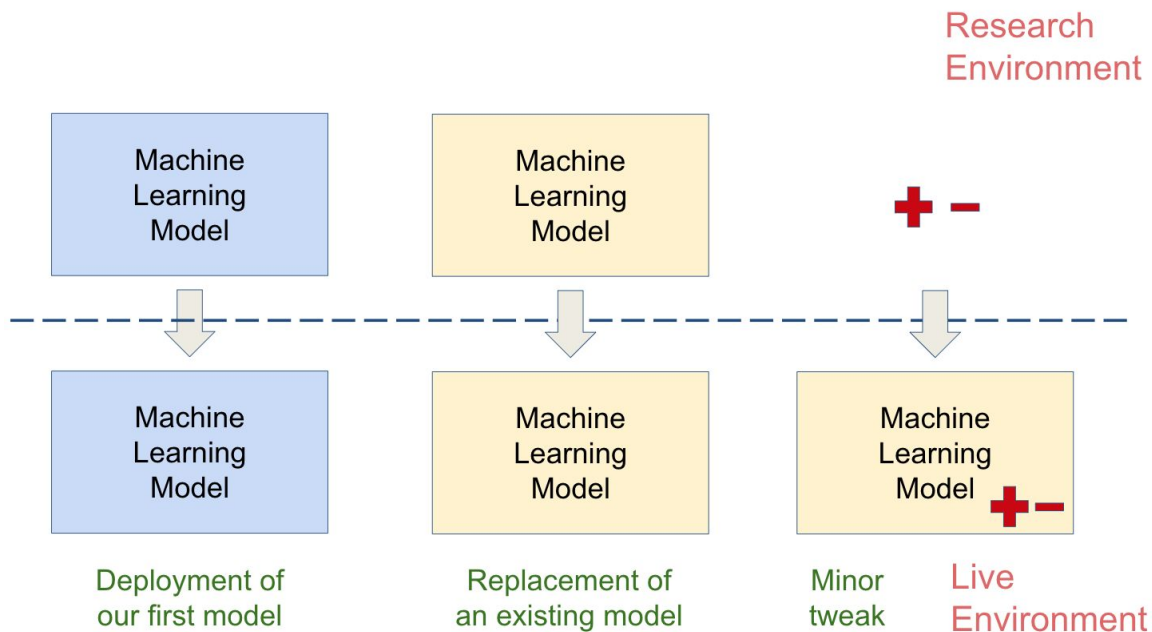 Research
Environment
Machine
Learning
Model
Machine
Learning
Model
Machine
Learning
Model
Machine
Learning
Model
Machine
Learning
Model
Deployment of
our first model
Replacement of
an existing model
Minor
tweak
Live
Environment